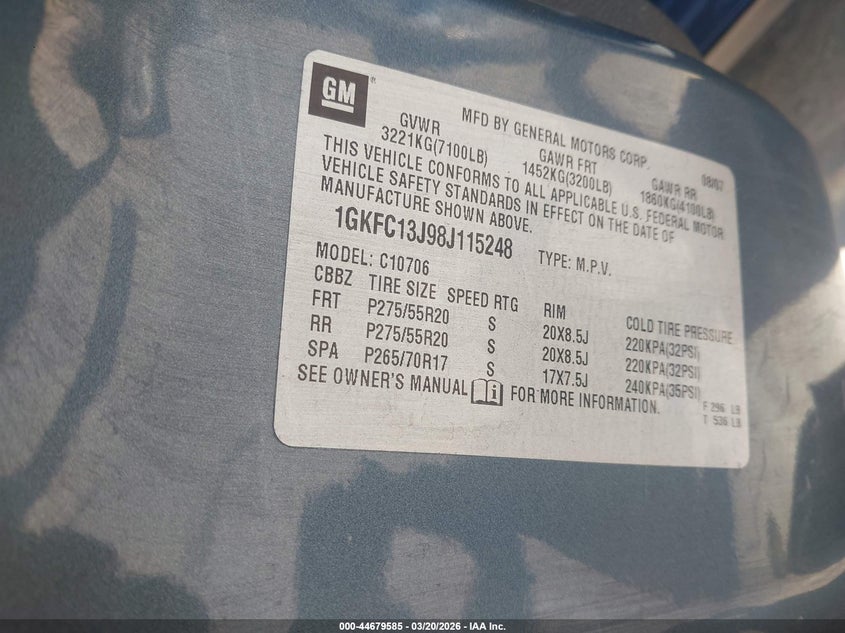 GM ®
MFD BY GENERAL MOTORS CORP. 08/07
GVWR GAWR FRT GAWR RR
3221KG(7100LB) 1452KG(3200LB) 1860KG(4100LB)
THIS VEHICLE CONFORMS TO ALL APPLICABLE U.S. FEDERAL MOTOR
VEHICLE SAFETY STANDARDS IN EFFECT ON THE DATE OF
MANUFACTURE SHOWN ABOVE.
1GKFC13J98J115248 TYPE: M.P.V.
MODEL: C10706
CBBZ TIRE SIZE SPEED RTG RIM COLD TIRE PRESSURE
FRT P275/55R20 S 20X8.5J 220KPA(32PSI)
RR P275/55R20 S 20X8.5J 220KPA(32PSI)
SPA P265/70R17 S 17X7.5J 240KPA(35PSI)
SEE OWNER'S MANUAL i FOR MORE INFORMATION.
F 296 LB
T 536 LB
000-44679585 — 03/20/2026 — IAA Inc.